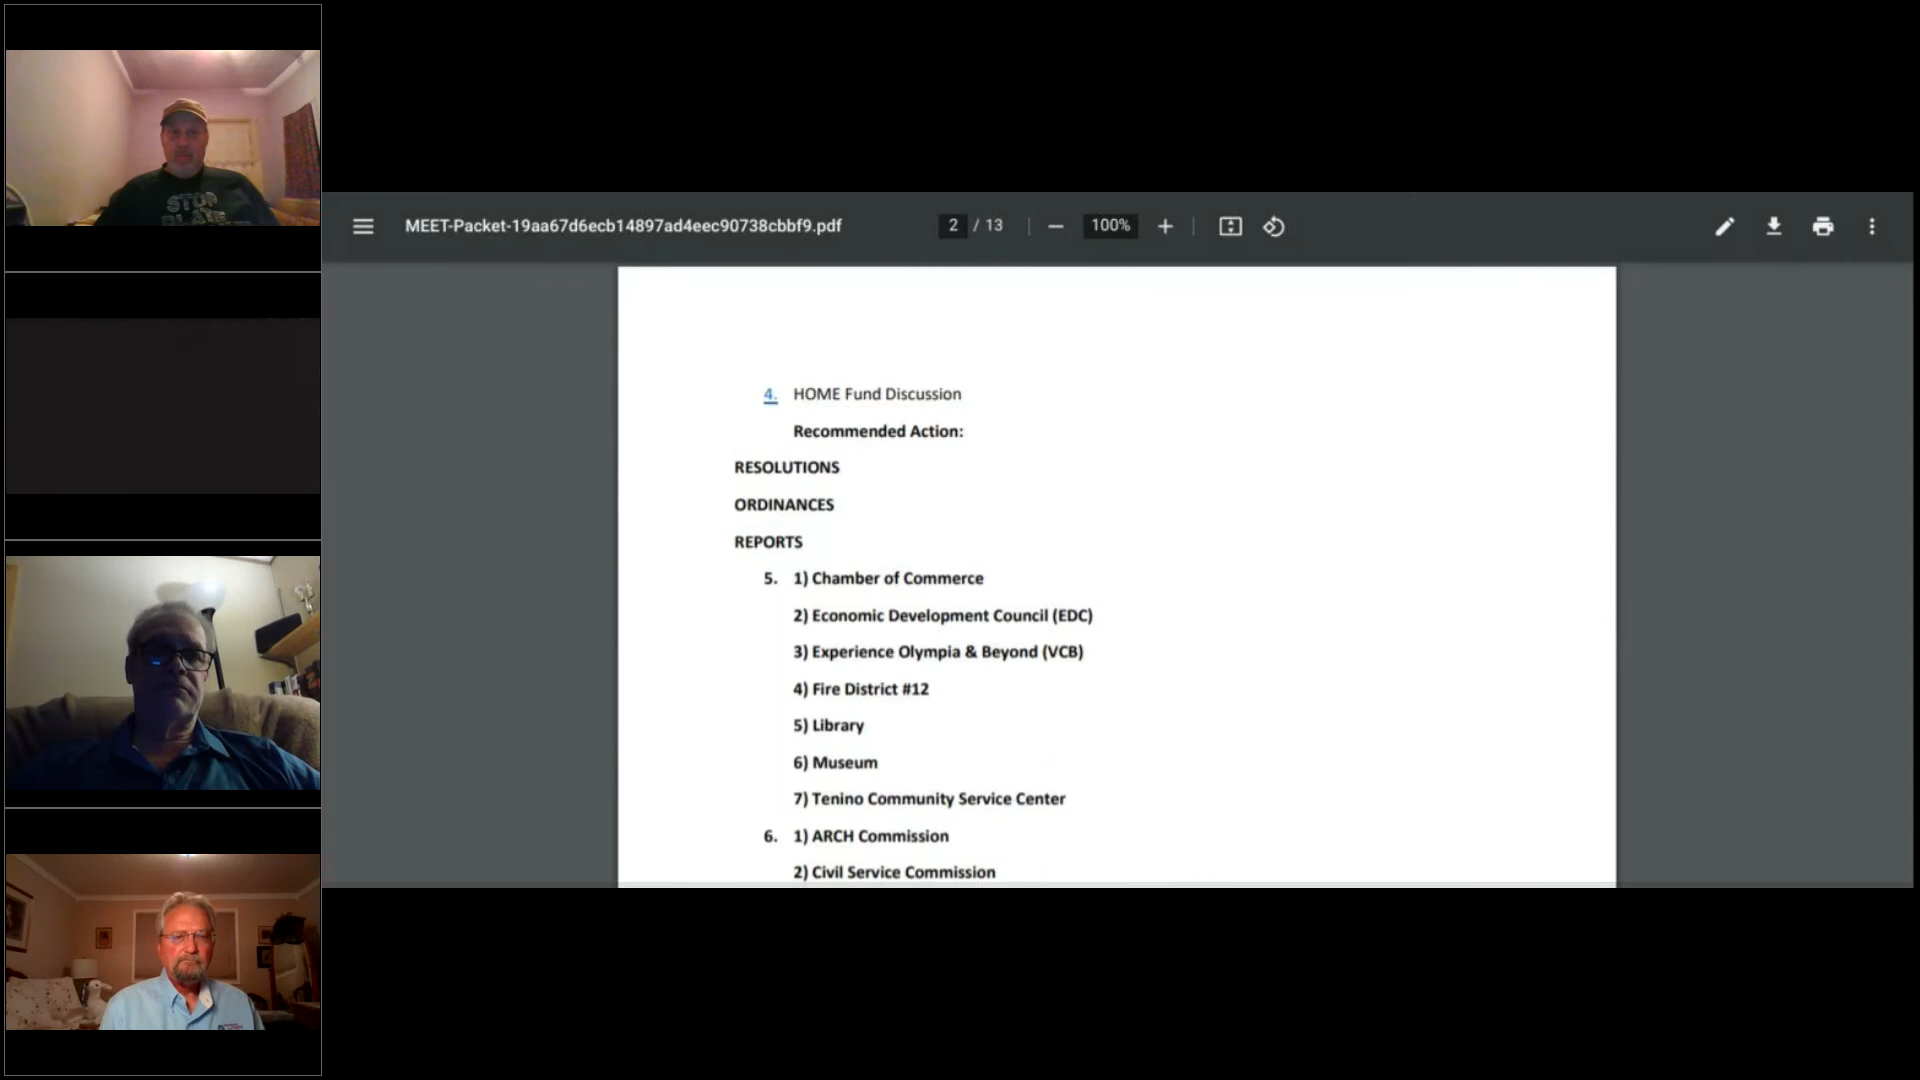 STOP
MEET-Packet-19aa67d6ecb14897ad4eec90738cbbf9.pdf
2 / 13
100%
4. HOME Fund Discussion
Recommended Action:
RESOLUTIONS
ORDINANCES
REPORTS
5. 1) Chamber of Commerce
2) Economic Development Council (EDC)
3) Experience Olympia & Beyond (VCB)
4) Fire District #12
5) Library
6) Museum
7) Tenino Community Service Center
6. 1) ARCH Commission
2) Civil Service Commission